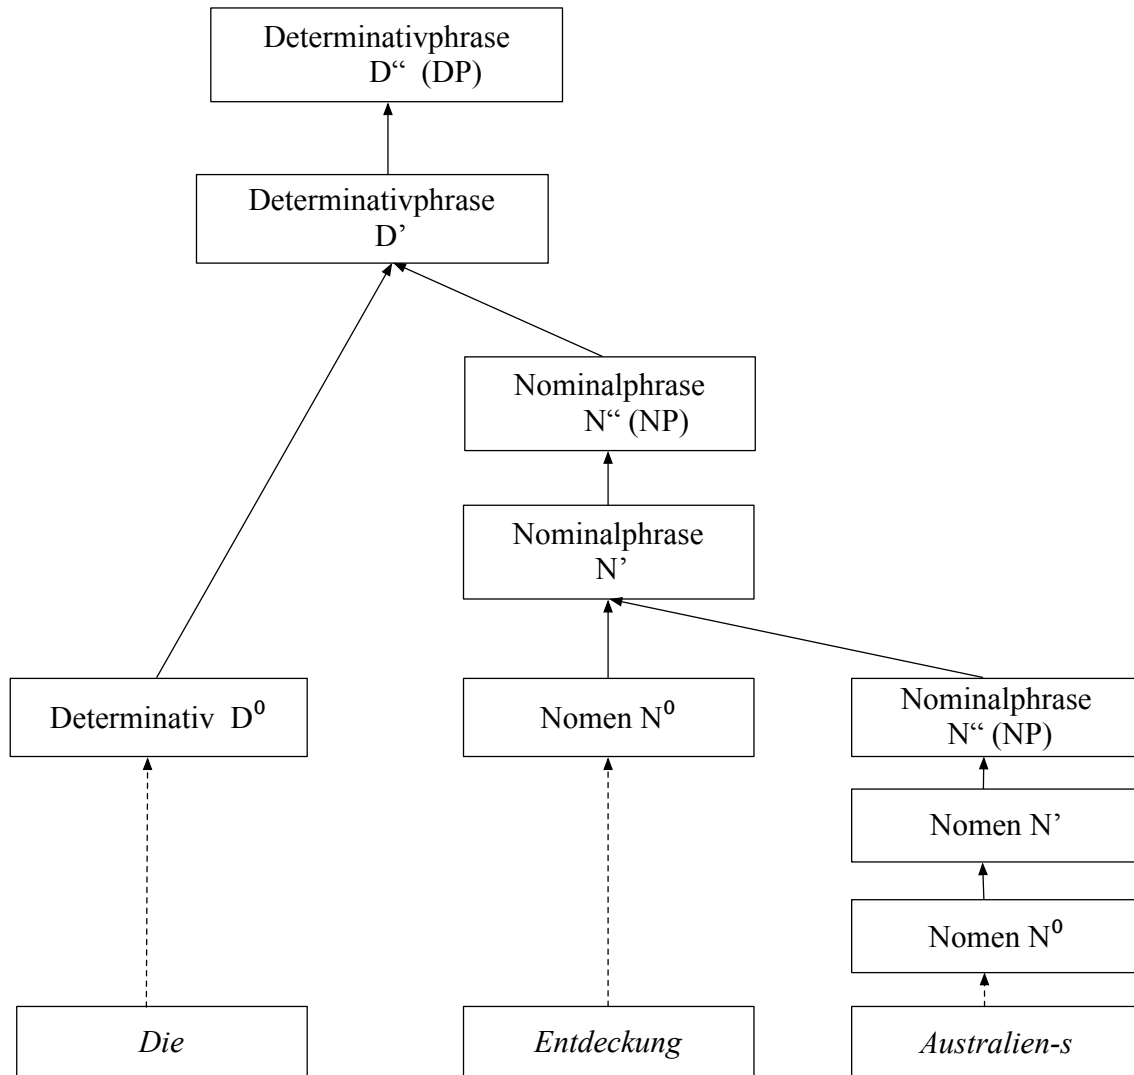 Determinativphrase
D“ (DP)
Determinativphrase
D’
Nominalphrase
N“ (NP)
Nominalphrase
N’
Determinativ D⁰
Nomen N⁰
Nominalphrase
N“ (NP)
Nomen N’
Nomen N⁰
Die
Entdeckung
Australien-s